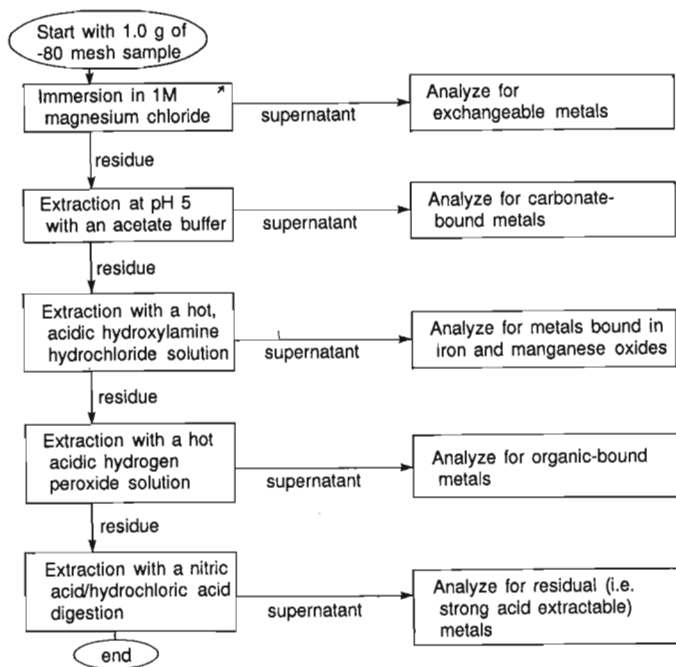 Start with 1.0 g of
-80 mesh sample
Immersion in 1M
magnesium chloride
supernatant
Analyze for
exchangeable metals
residue
Extraction at pH 5
with an acetate buffer
supernatant
Analyze for carbonate-
bound metals
residue
Extraction with a hot,
acidic hydroxylamine
hydrochloride solution
supernatant
Analyze for metals bound in
iron and manganese oxides
residue
Extraction with a hot
acidic hydrogen
peroxide solution
supernatant
Analyze for organic-bound
metals
residue
Extraction with a nitric
acid/hydrochloric acid
digestion
supernatant
Analyze for residual (i.e.
strong acid extractable)
metals
end